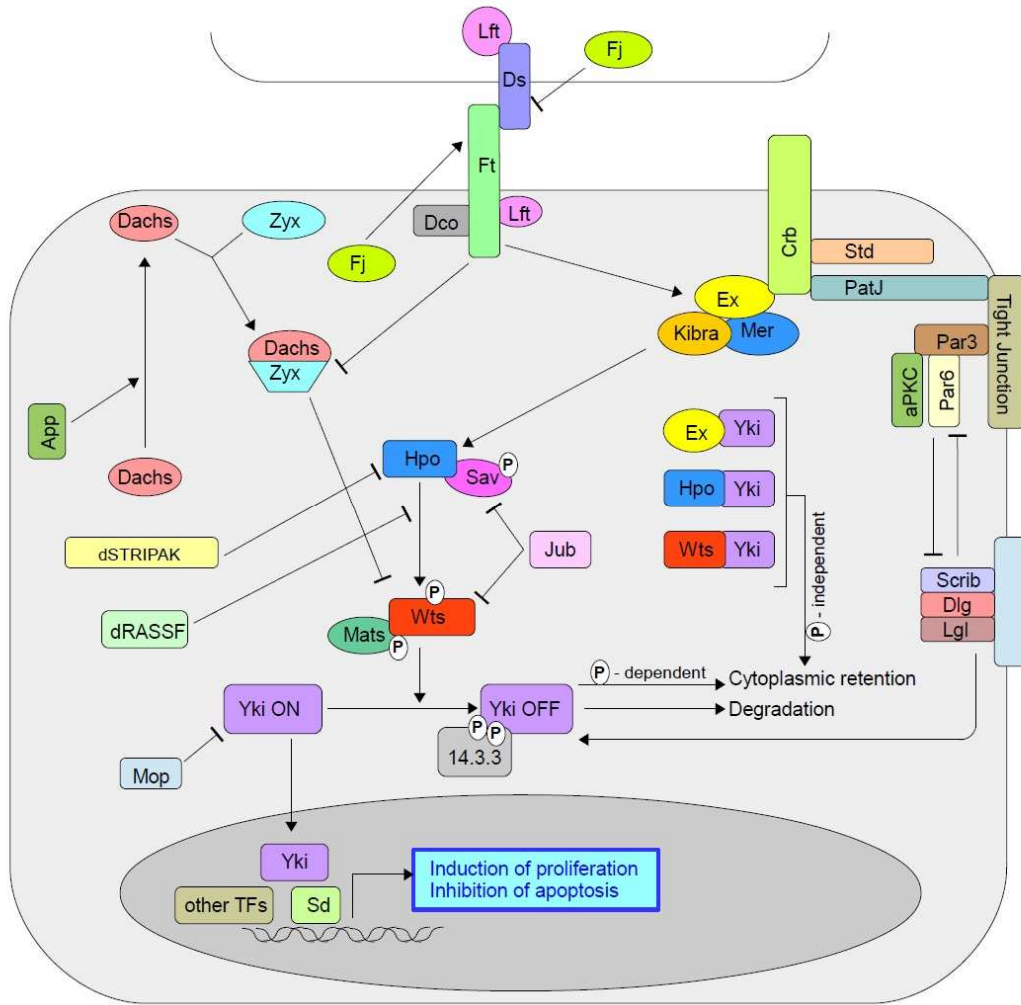 Lft
Fj
Ds
Ft
Dachs
Zyx
Dco
Lft
Fj
Crb
Std
PatJ
Ex
Kibra
Mer
Tight Junction
Par3
aPKC
Par6
Dachs
Zyx
App
Dachs
Hpo
Sav
P
Ex
Yki
Hpo
Yki
Wts
Yki
P - independent
dSTRIPAK
Jub
dRASSF
P
Wts
Mats
P
Scrib
Dlg
Lgl
Yki ON
Yki OFF
P - dependent
Cytoplasmic retention
Degradation
P
P
14.3.3
Mop
Yki
other TFs
Sd
Induction of proliferation
Inhibition of apoptosis